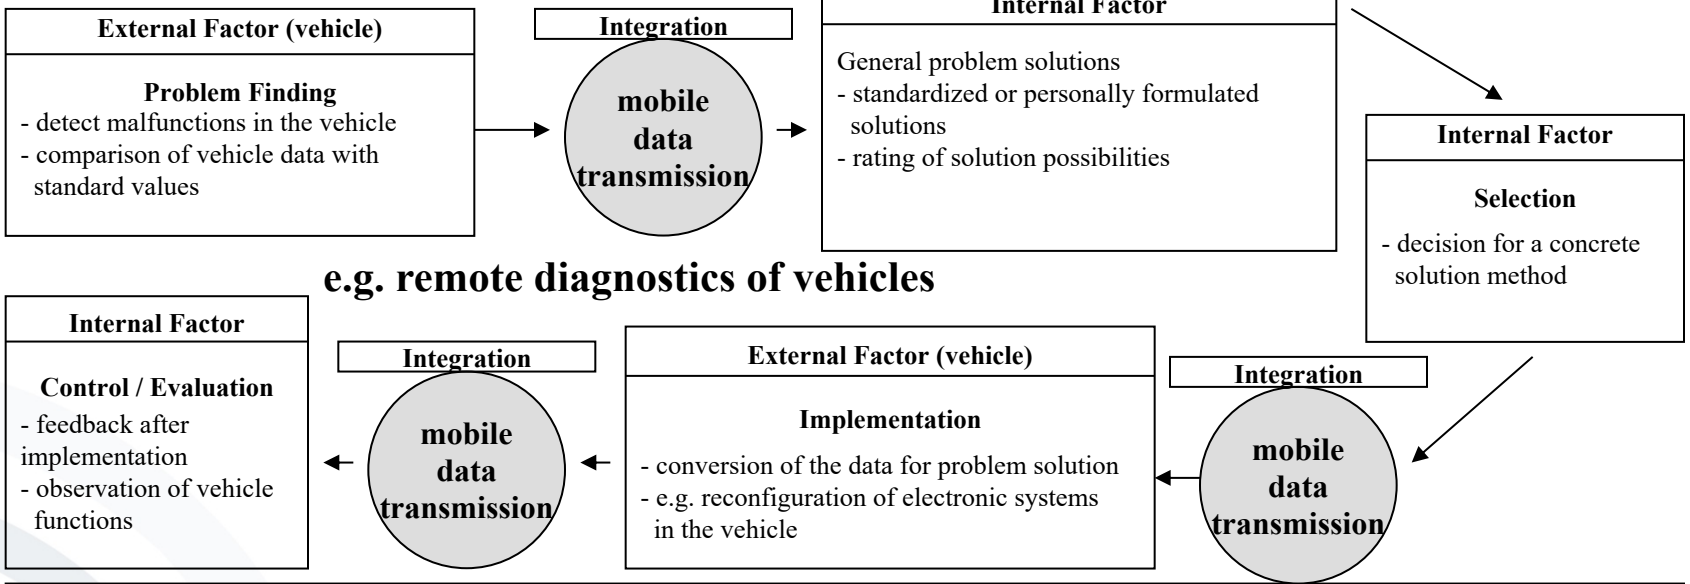 External Factor (vehicle)
Problem Finding
- detect malfunctions in the vehicle
- comparison of vehicle data with
standard values
Integration
mobile
data
transmission
Internal Factor
General problem solutions
- standardized or personally formulated
solutions
- rating of solution possibilities
Internal Factor
Selection
- decision for a concrete
solution method
e.g. remote diagnostics of vehicles
Integration
mobile
data
transmission
External Factor (vehicle)
Implementation
- conversion of the data for problem solution
- e.g. reconfiguration of electronic systems
in the vehicle
Integration
mobile
data
transmission
Internal Factor
Control / Evaluation
- feedback after
implementation
- observation of vehicle
functions